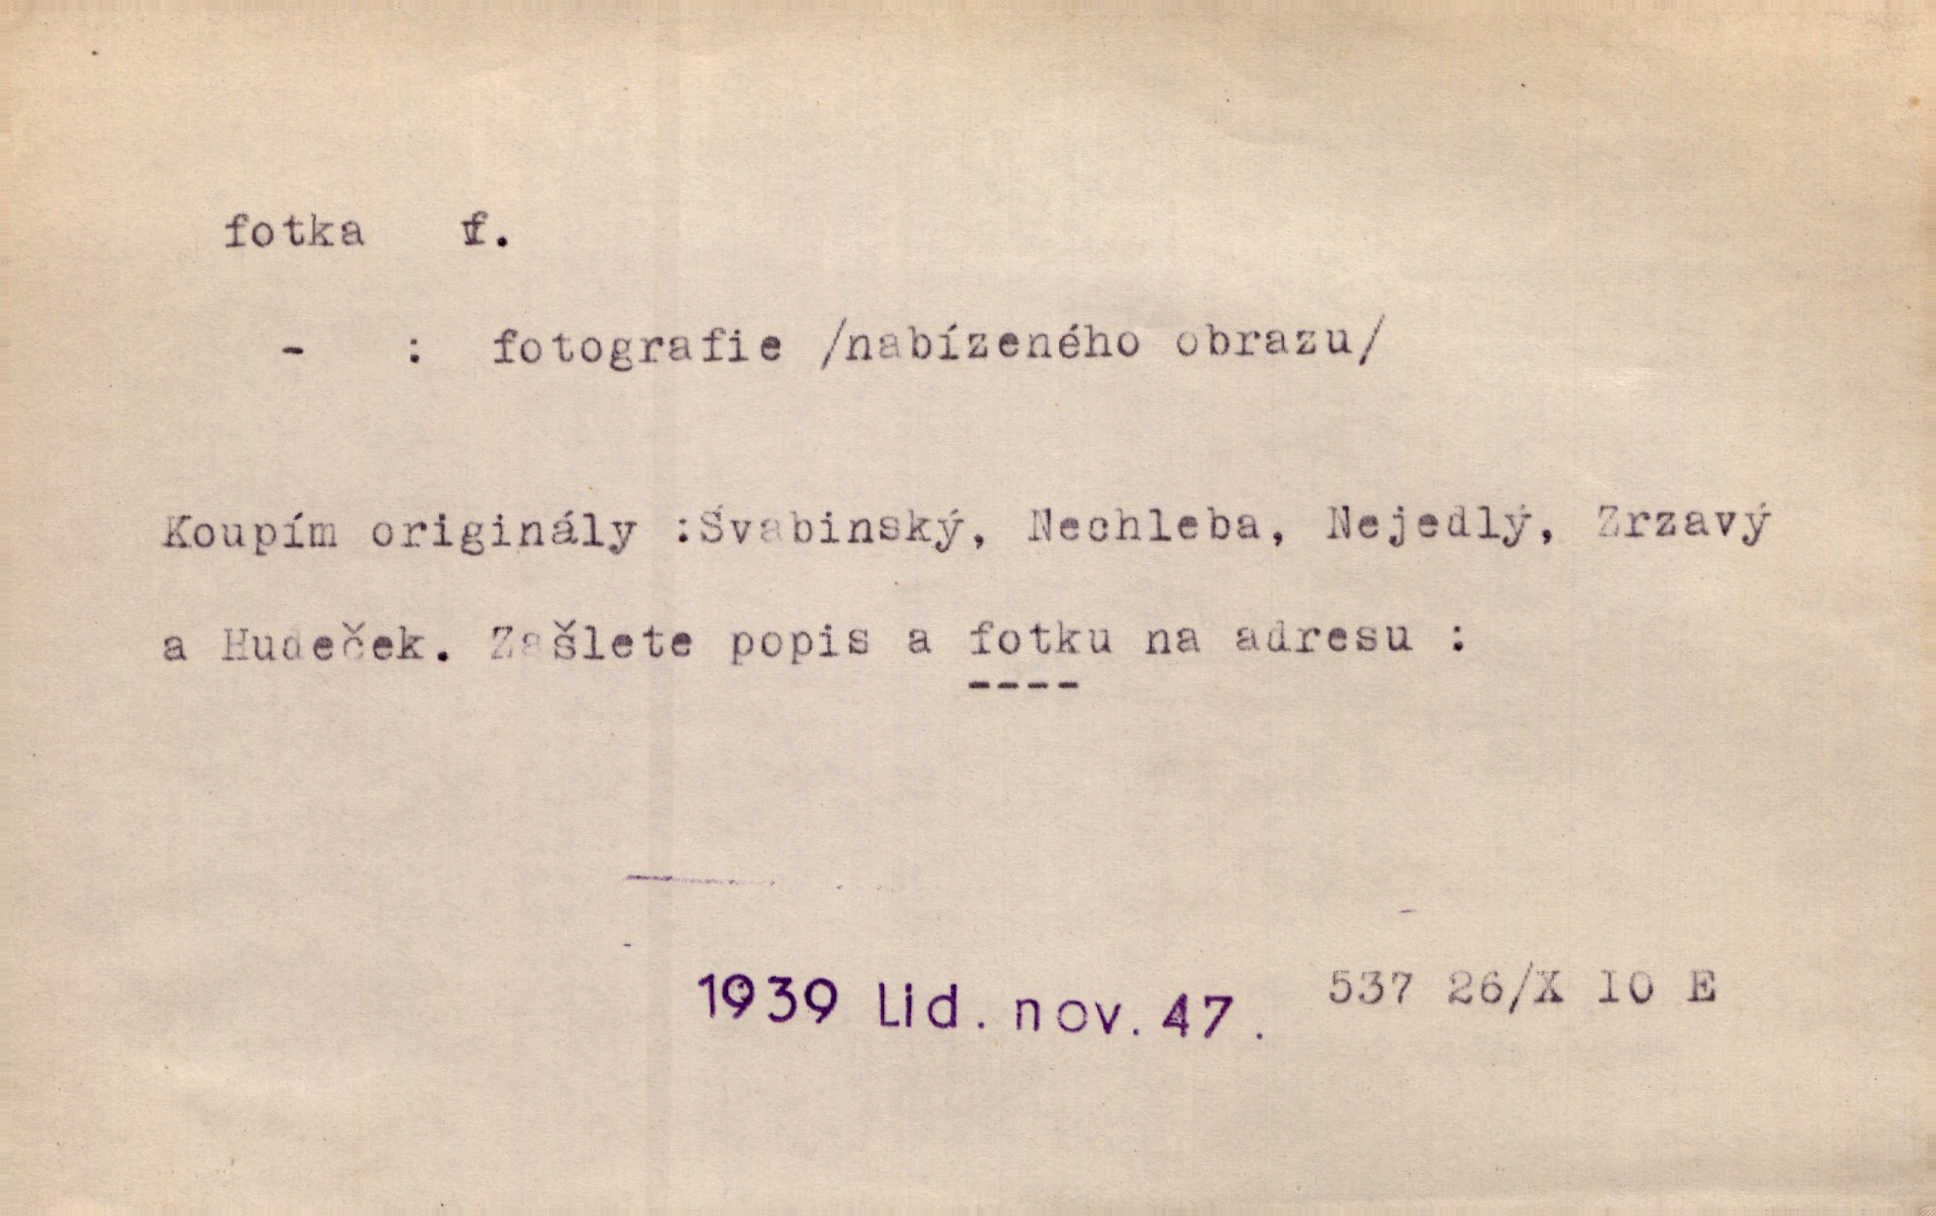 fotka f.
- : fotografie /nabízeného obrazu/
Koupím originály :Švabinský, Nechleba, Nejedlý, Zrzavý
a Hudeček. Zašlete popis a fotku na adresu :
----
1939 Lid. nov. 47. 537 26/X 10 E